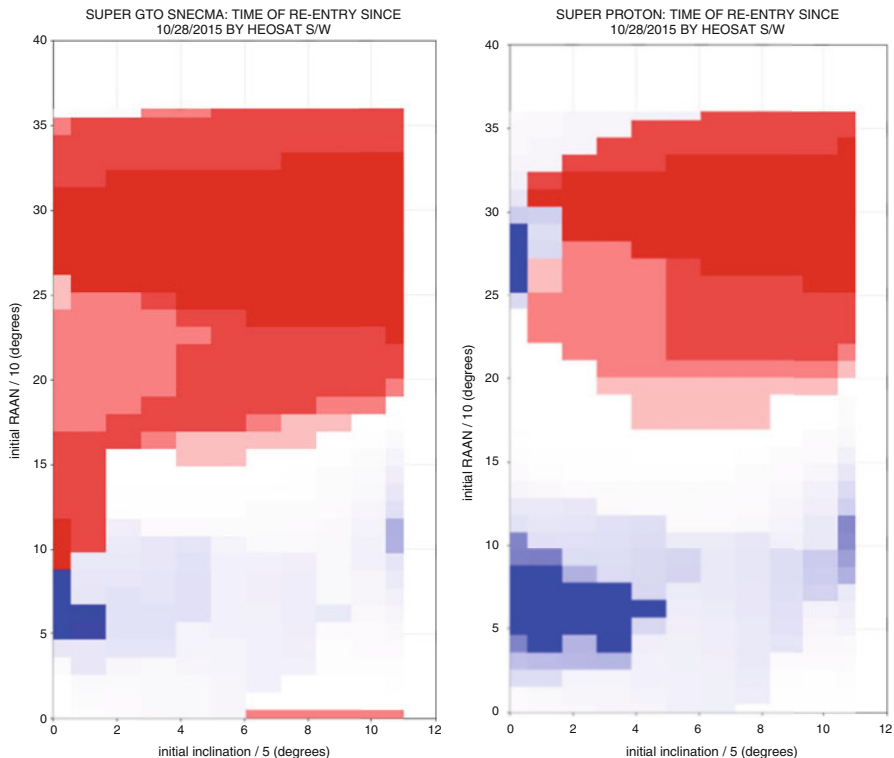 SUPER GTO SNECMA: TIME OF RE-ENTRY SINCE
10/28/2015 BY HEOSAT S/W
40
35
30
25
20
15
10
5
0
initial RAAN / 10 (degrees)
0 2 4 6 8 10 12
initial inclination / 5 (degrees)
SUPER PROTON: TIME OF RE-ENTRY SINCE
10/28/2015 BY HEOSAT S/W
40
35
30
25
20
15
10
5
0
initial RAAN / 10 (degrees)
0 2 4 6 8 10 12
initial inclination / 5 (degrees)